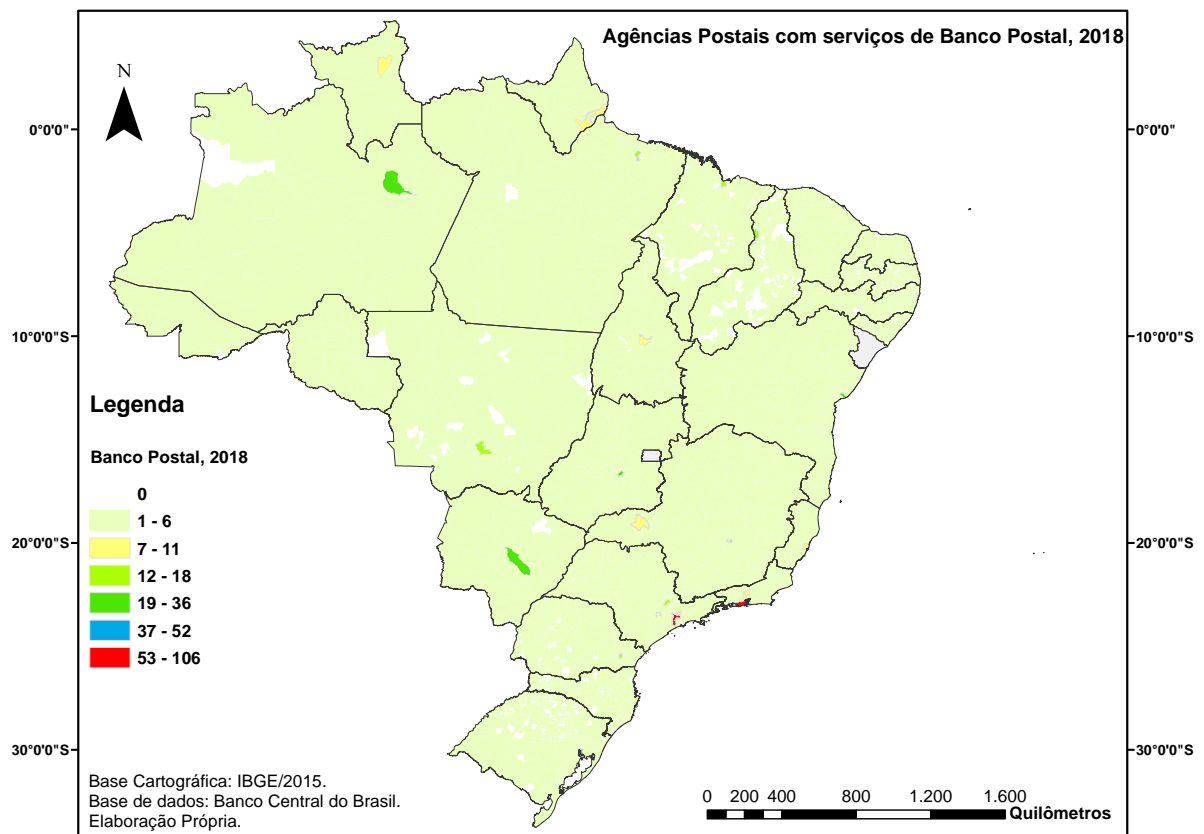 Agências Postais com serviços de Banco Postal, 2018
N
0°0'0"
0°0'0"
10°0'0"S
10°0'0"S
Legenda
Banco Postal, 2018
0
1 - 6
7 - 11
12 - 18
19 - 36
37 - 52
53 - 106
20°0'0"S
20°0'0"S
30°0'0"S
30°0'0"S
Base Cartográfica: IBGE/2015.
Base de dados: Banco Central do Brasil.
Elaboração Própria.
0 200 400 800 1.200 1.600
Quilômetros